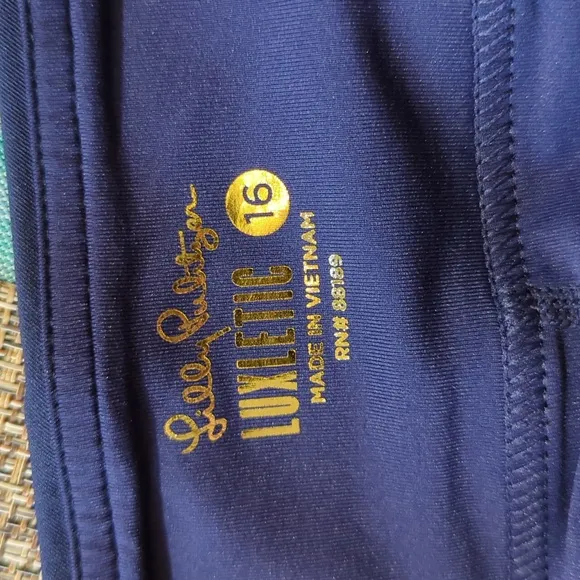 Lilly Pulitzer
LUXLETIC 16
MADE IN VIETNAM
RN# 88189